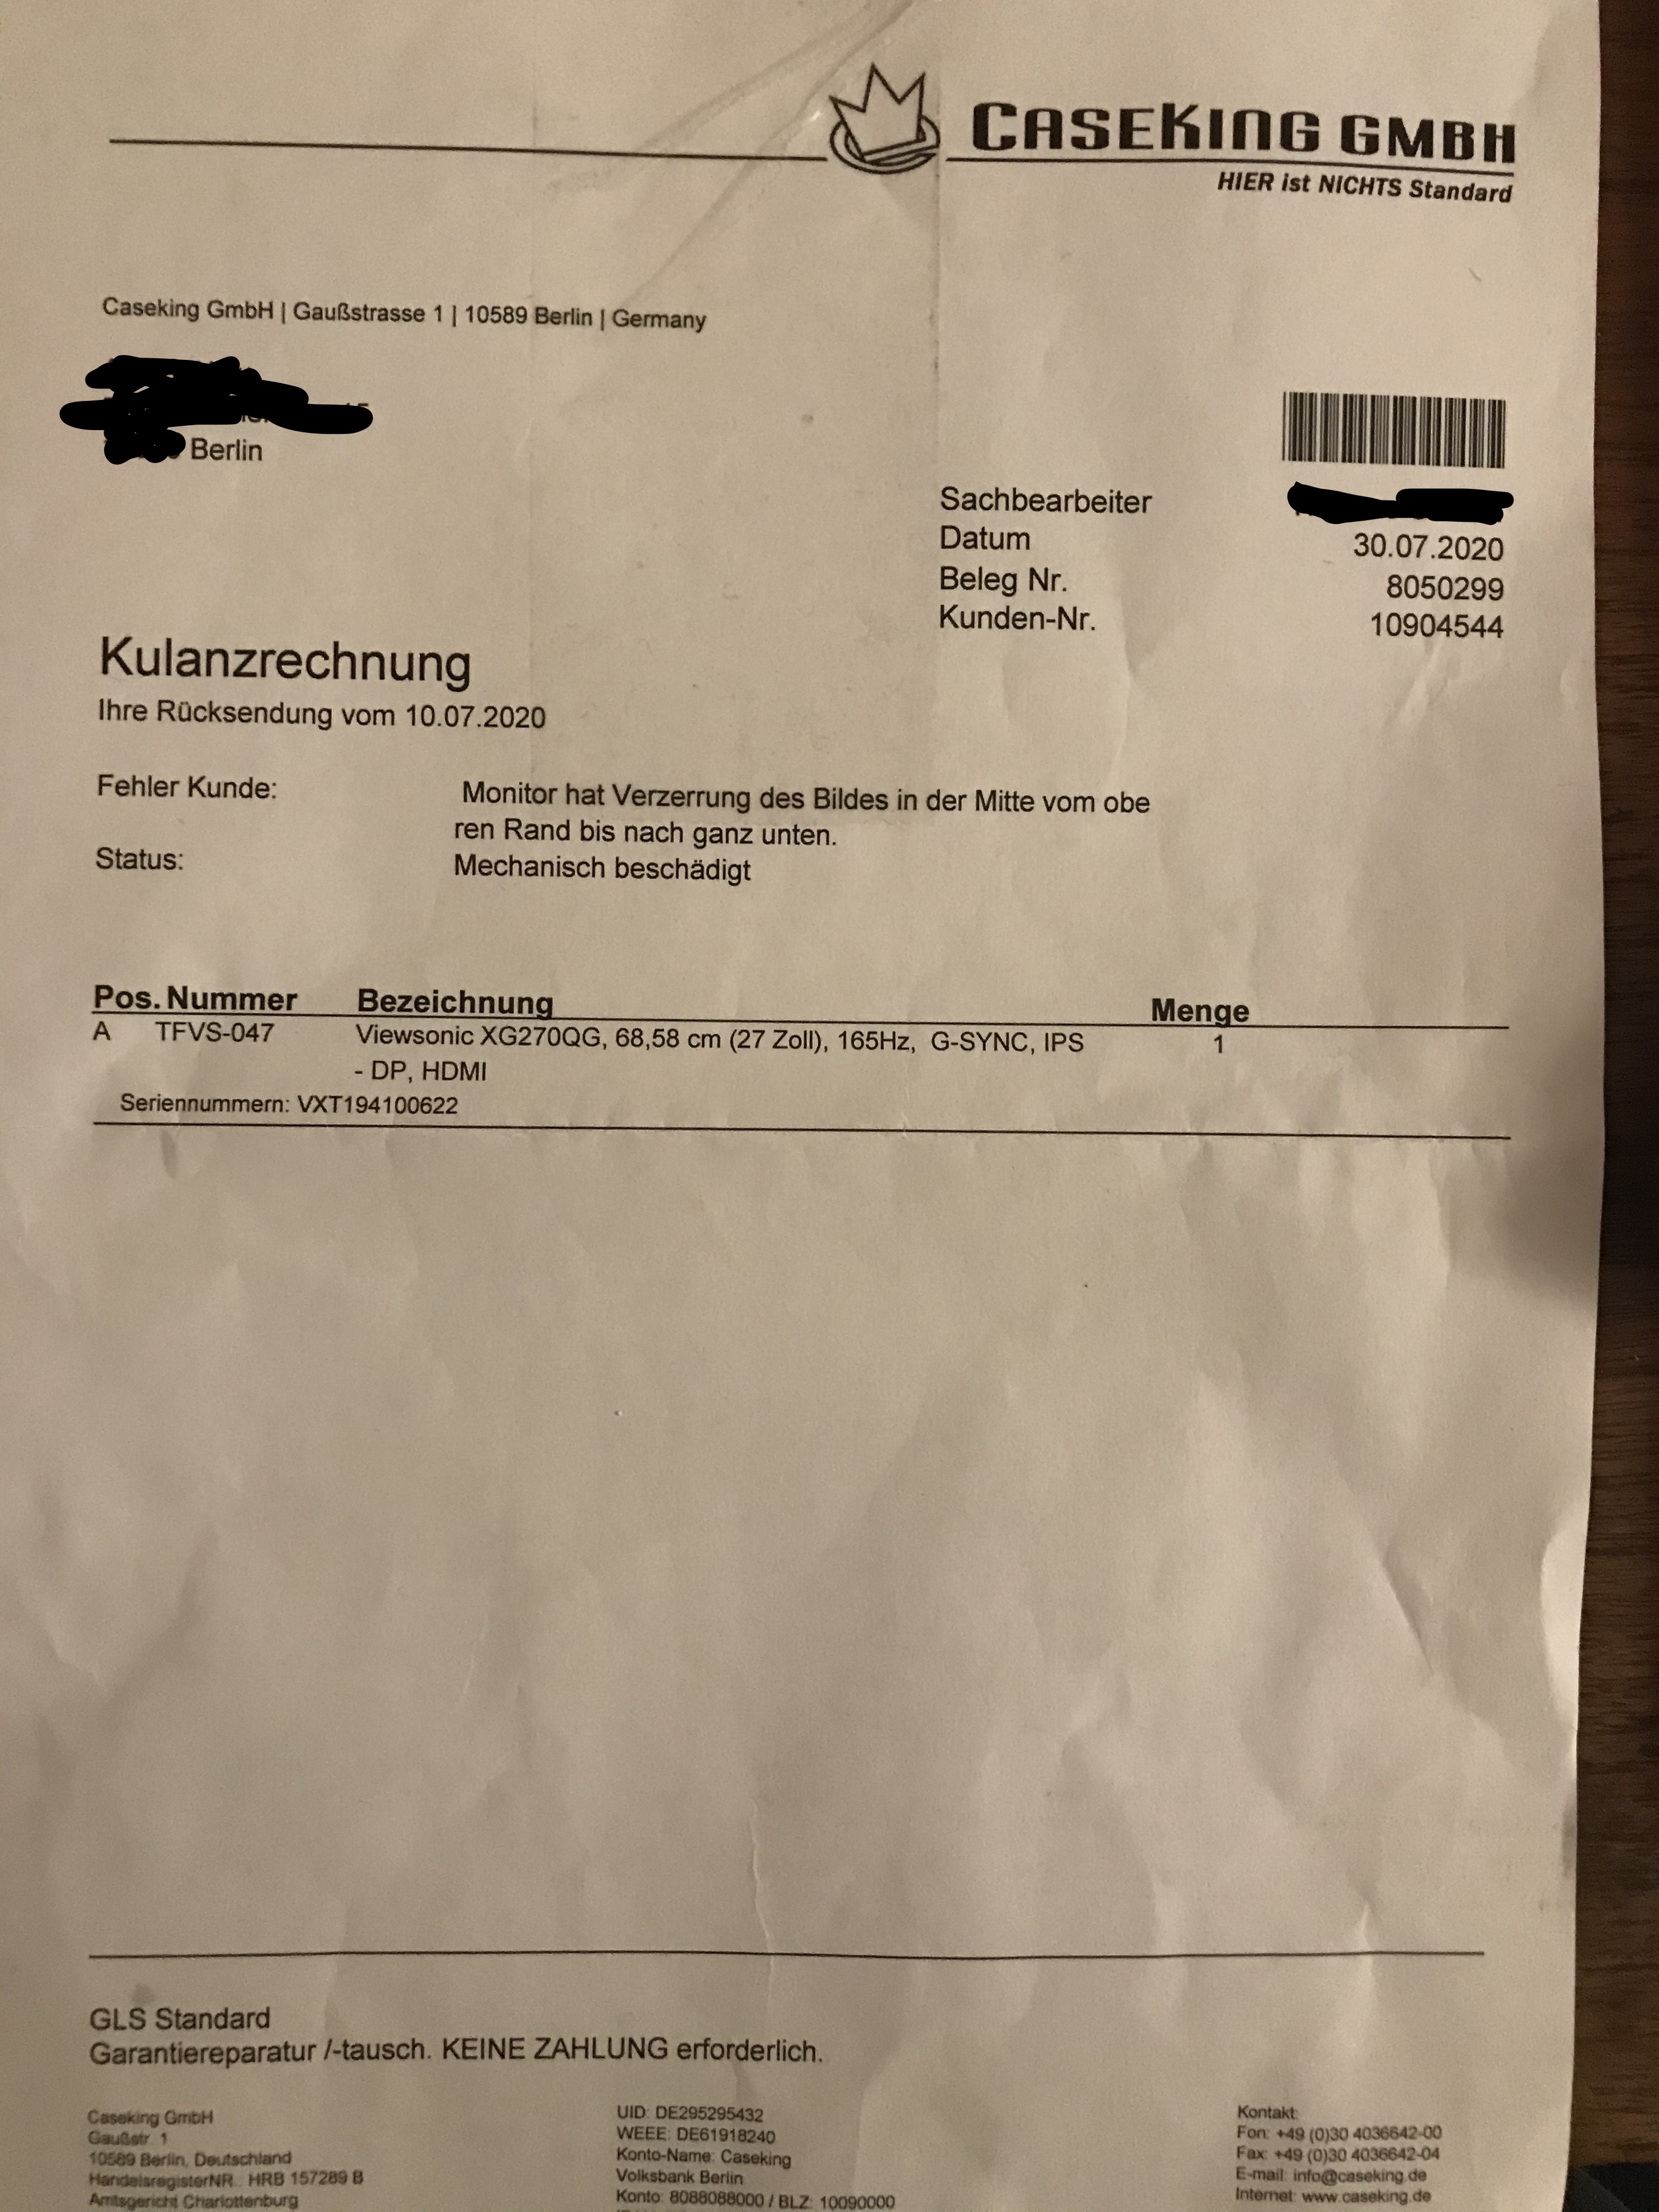 CASEKING GMBH
HIER ist NICHTS Standard
Caseking GmbH | Gaußstrasse 1 | 10589 Berlin | Germany
Berlin
Sachbearbeiter
Datum 30.07.2020
Beleg Nr. 8050299
Kunden-Nr. 10904544
Kulanzrechnung
Ihre Rücksendung vom 10.07.2020
Fehler Kunde: Monitor hat Verzerrung des Bildes in der Mitte vom obe
ren Rand bis nach ganz unten.
Status: Mechanisch beschädigt
Pos. Nummer Bezeichnung Menge
A TFVS-047 Viewsonic XG270QG, 68,58 cm (27 Zoll), 165Hz, G-SYNC, IPS 1
- DP, HDMI
Seriennummern: VXT194100622
GLS Standard
Garantiereparatur /-tausch. KEINE ZAHLUNG erforderlich.
Caseking GmbH
Gaußstr. 1
10589 Berlin, Deutschland
HandelsregisterNR.: HRB 157289 B
Amtsgericht Charlottenburg
UID: DE295295432
WEEE: DE61918240
Konto-Name: Caseking
Volksbank Berlin
Konto: 8088088000 / BLZ: 10090000
Kontakt:
Fon: +49 (0)30 4036642-00
Fax: +49 (0)30 4036642-04
E-mail: info@caseking.de
Internet: www.caseking.de